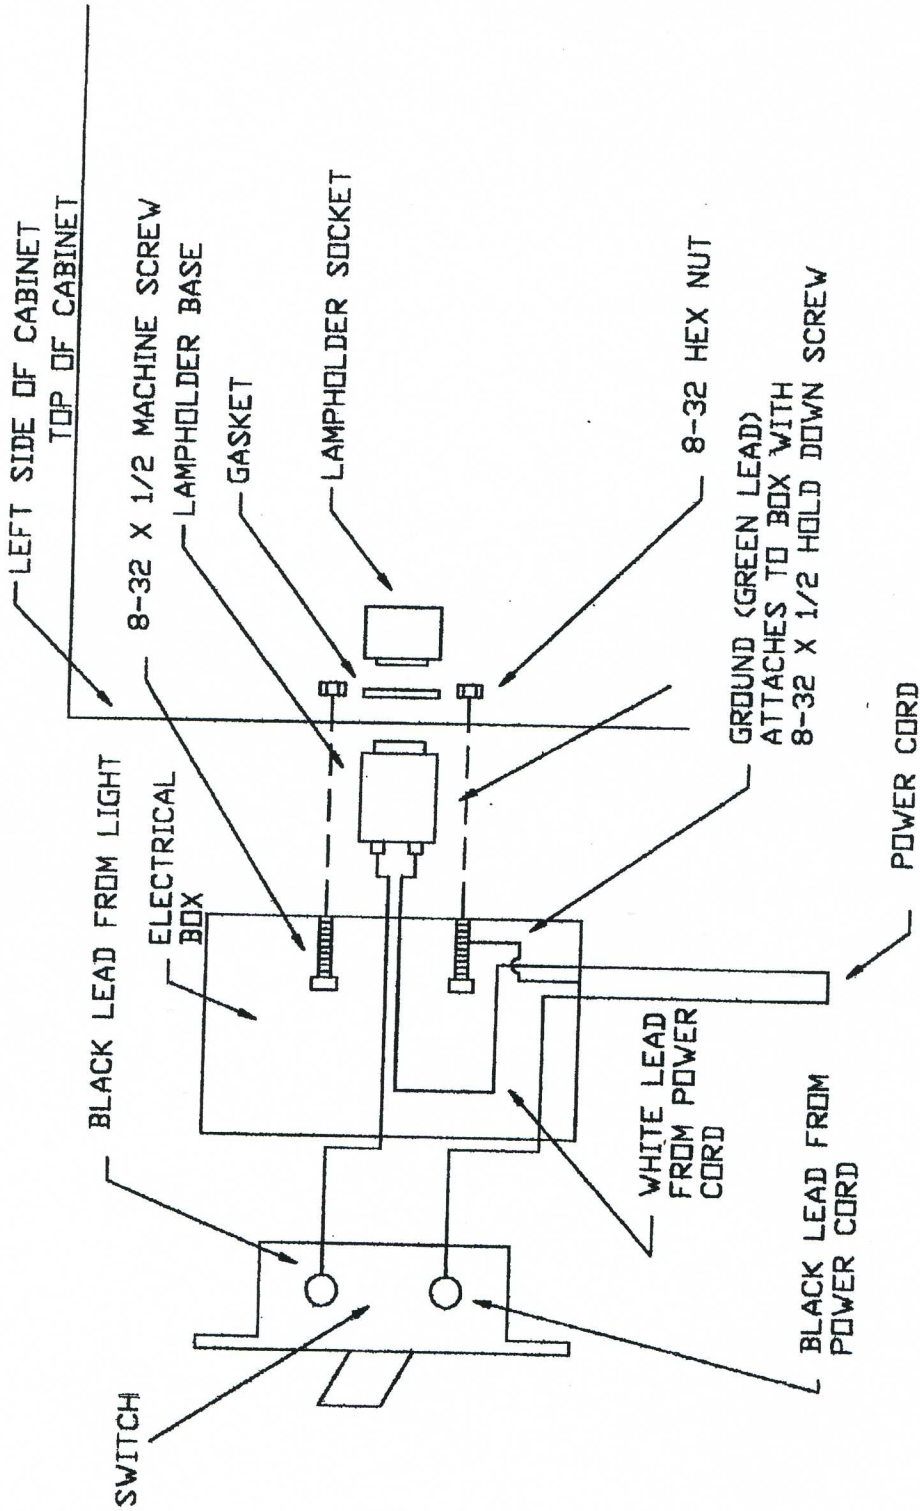 LEFT SIDE OF CABINET
TOP OF CABINET
8-32 X 1/2 MACHINE SCREW
LAMPHOLDER BASE
GASKET
LAMPHOLDER SOCKET
8-32 HEX NUT
GROUND (GREEN LEAD)
ATTACHES TO BOX WITH
8-32 X 1/2 HOLD DOWN SCREW
POWER CORD
BLACK LEAD FROM LIGHT
ELECTRICAL
BOX
WHITE LEAD
FROM POWER
CORD
BLACK LEAD FROM
POWER CORD
SWITCH